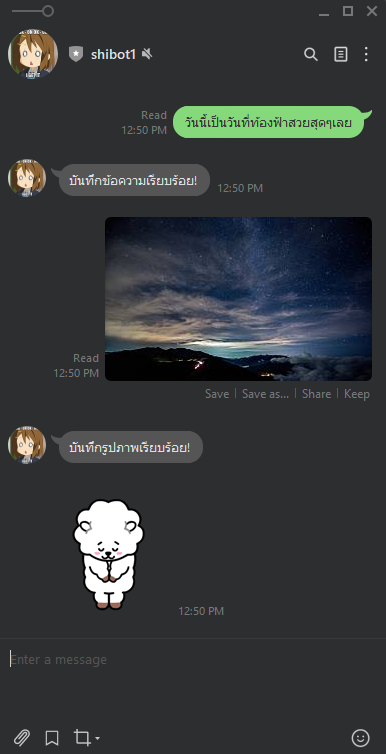 shibot1
Read
12:50 PM
วันนี้เป็นวันที่ท้องฟ้าสวยสุดๆเลย
บันทึกข้อความเรียบร้อย!
12:50 PM
Read
12:50 PM
Save
Save as...
Share
Keep
บันทึกรูปภาพเรียบร้อย!
12:50 PM
Enter a message